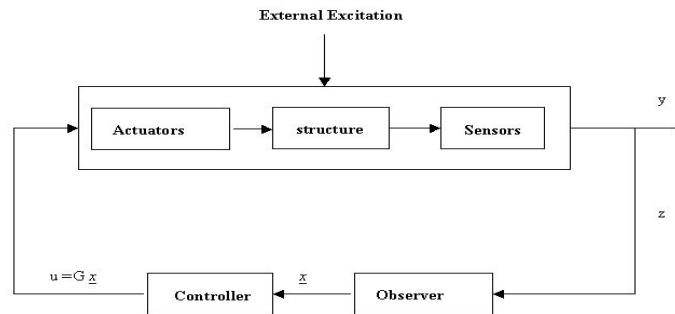 External Excitation
Actuators
structure
Sensors
y
z
u=G x
Controller
x
Observer